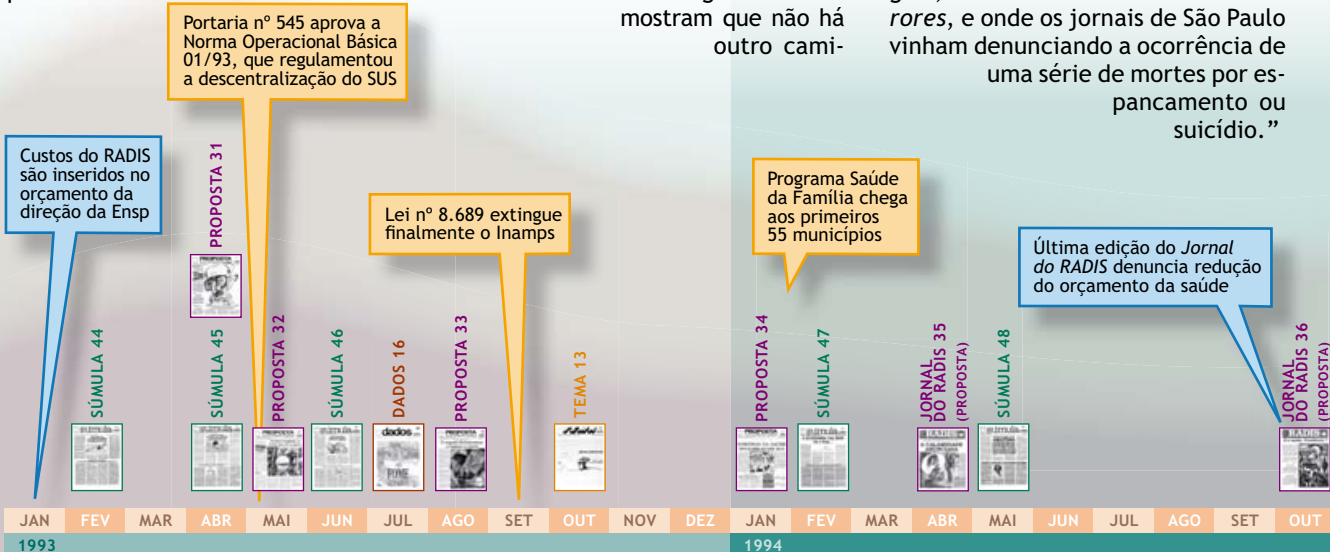 mostram que não há
outro cami-
rores, e onde os jornais de São Paulo
vinham denunciando a ocorrência de
uma série de mortes por es-
pancamento ou
suicídio.”
Portaria nº 545 aprova a
Norma Operacional Básica
01/93, que regulamentou
a descentralização do SUS
Custos do RADIS
são inseridos no
orçamento da
direção da Ensp
Lei nº 8.689 extingue
finalmente o Inamps
Programa Saúde
da Família chega
aos primeiros
55 municípios
Última edição do Jornal
do RADIS denuncia redução
do orçamento da saúde
SÚMULA 44
PROPOSTA 31
SÚMULA 45
PROPOSTA 32
SÚMULA 46
DADOS 16
dados
PROPOSTA 33
TEMA 13
PROPOSTA 34
SÚMULA 47
JORNAL
DO RADIS 35
(PROPOSTA)
SÚMULA 48
JORNAL
DO RADIS 36
(PROPOSTA)
JAN FEV MAR ABR MAI JUN JUL AGO SET OUT NOV DEZ JAN FEV MAR ABR MAI JUN JUL AGO SET OUT
1993 1994